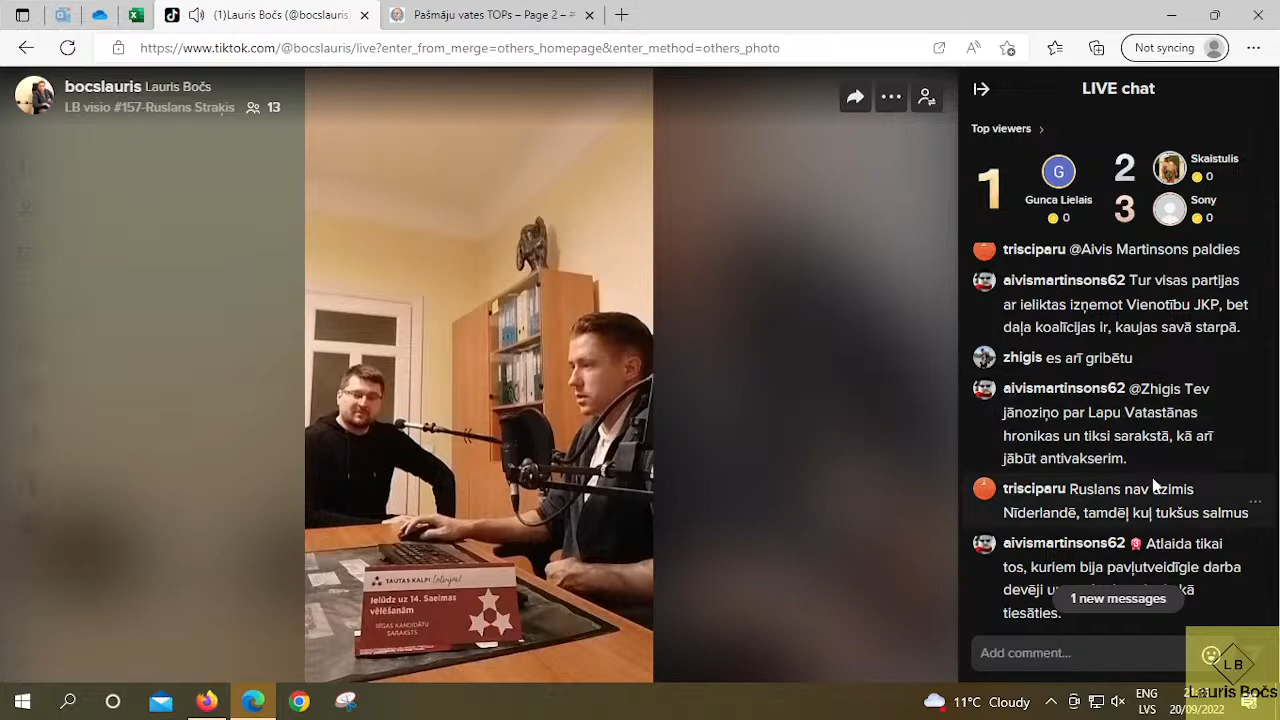 (1)Lauris Bočs (@bocslauris
Pašmāju vates TOPs – Page 2 –
https://www.tiktok.com/@bocslauris/live?enter_from_merge=others_homepage&enter_method=others_photo
Not syncing
bocslauris Lauris Bočs
LB visio #157-Ruslans Straķis 13
LIVE chat
Top viewers
1
G
Gunca Lielais
0
2
Skaistulis
0
3
Sony
0
trisciparu @Aivis Martinsons paldies
aivismartinsons62 Tur visas partijas
ar ieliktas izņemot Vienotību JKP, bet
daļa koalīcijas ir, kaujas savā starpā.
zhigis es arī gribētu
aivismartinsons62 @Zhigis Tev
jānoziņo par Lapu Vatastānas
hronikas un tiksi sarakstā, kā arī
jābūt antivakserim.
trisciparu Ruslans nav dzimis
Nīderlandē, tamdēļ kuļ tukšus salmus
aivismartinsons62 Atlaida tikai
tos, kuriem bija pavļutveldīgie darba
devēji kā
tiesāties.
1 new messages
Add comment...
TAUTAS KALPI Latvijai
Ielūdz uz 14. Saeimas
vēlēšanām
RĪGAS KANDIDĀTU
SARAKSTS
LB
Lauris Bočs
11°C Cloudy
ENG
LVS
20/09/2022